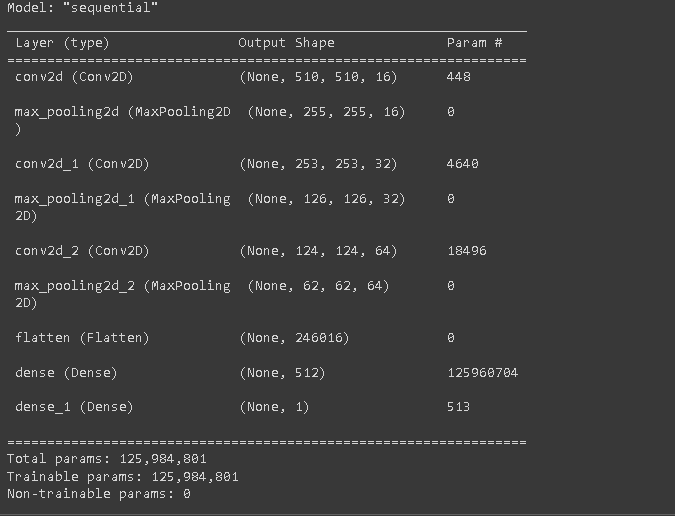 Model: "sequential"
Layer (type) Output Shape Param #
conv2d (Conv2D) (None, 510, 510, 16) 448
max_pooling2d (MaxPooling2D (None, 255, 255, 16) 0
)
conv2d_1 (Conv2D) (None, 253, 253, 32) 4640
max_pooling2d_1 (MaxPooling (None, 126, 126, 32) 0
2D)
conv2d_2 (Conv2D) (None, 124, 124, 64) 18496
max_pooling2d_2 (MaxPooling (None, 62, 62, 64) 0
2D)
flatten (Flatten) (None, 246016) 0
dense (Dense) (None, 512) 125960704
dense_1 (Dense) (None, 1) 513
Total params: 125,984,801
Trainable params: 125,984,801
Non-trainable params: 0